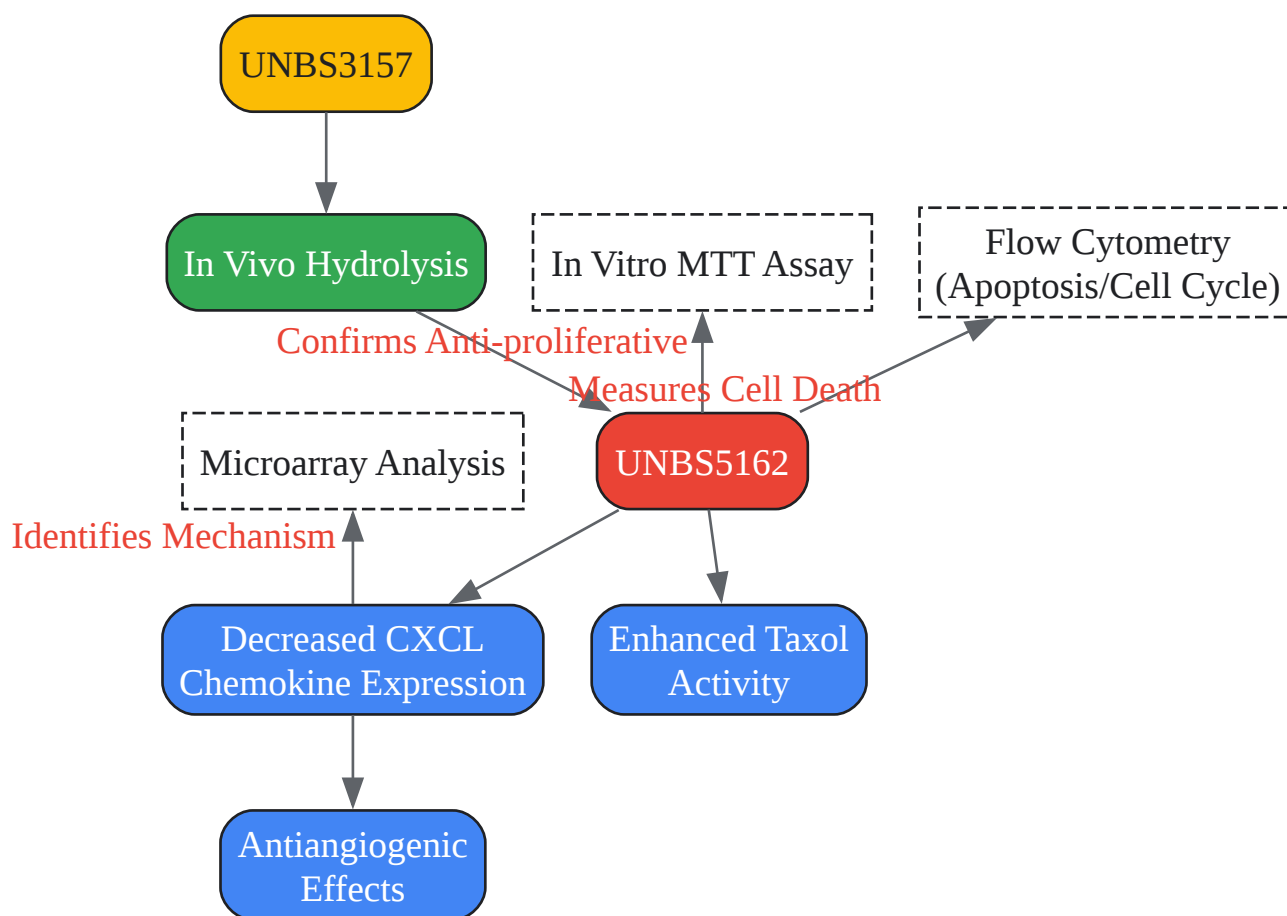 UNBS3157
In Vivo Hydrolysis
In Vitro MTT Assay
Flow Cytometry
(Apoptosis/Cell Cycle)
Confirms Anti-proliferative
Measures Cell Death
Microarray Analysis
UNBS5162
Identifies Mechanism
Decreased CXCL
Chemokine Expression
Enhanced Taxol
Activity
Antiangiogenic
Effects